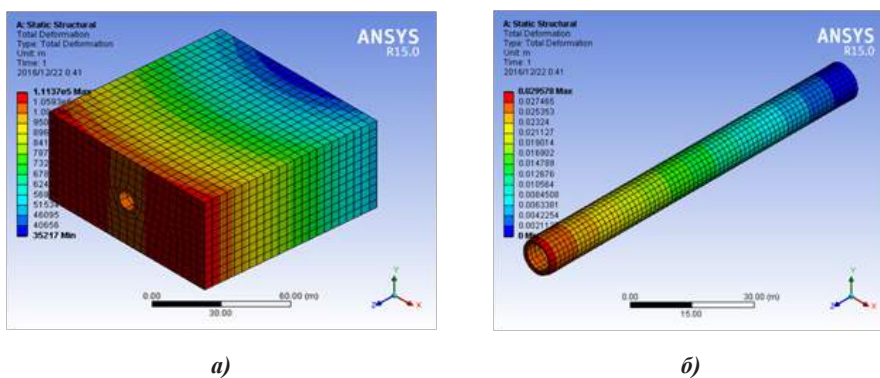 A: Static Structural
Total Deformation
Type: Total Deformation
Unit: m
Time: 1
2016/12/22 0:41
ANSYS
R15.0
1.1137e5 Max
51534
46095
40656
35217 Min
0.00
60.00 (m)
30.00
Y
Z
X
а)
A: Static Structural
Total Deformation
Type: Total Deformation
Unit: m
Time: 1
2016/12/22 0:41
ANSYS
R15.0
0.029578 Max
0.027465
0.025353
0.02324
0.021127
0.019014
0.016902
0.014789
0.012676
0.010564
0.0084508
0.0063381
0.0042254
0 Min
0.00
30.00 (m)
15.00
Y
Z
X
б)